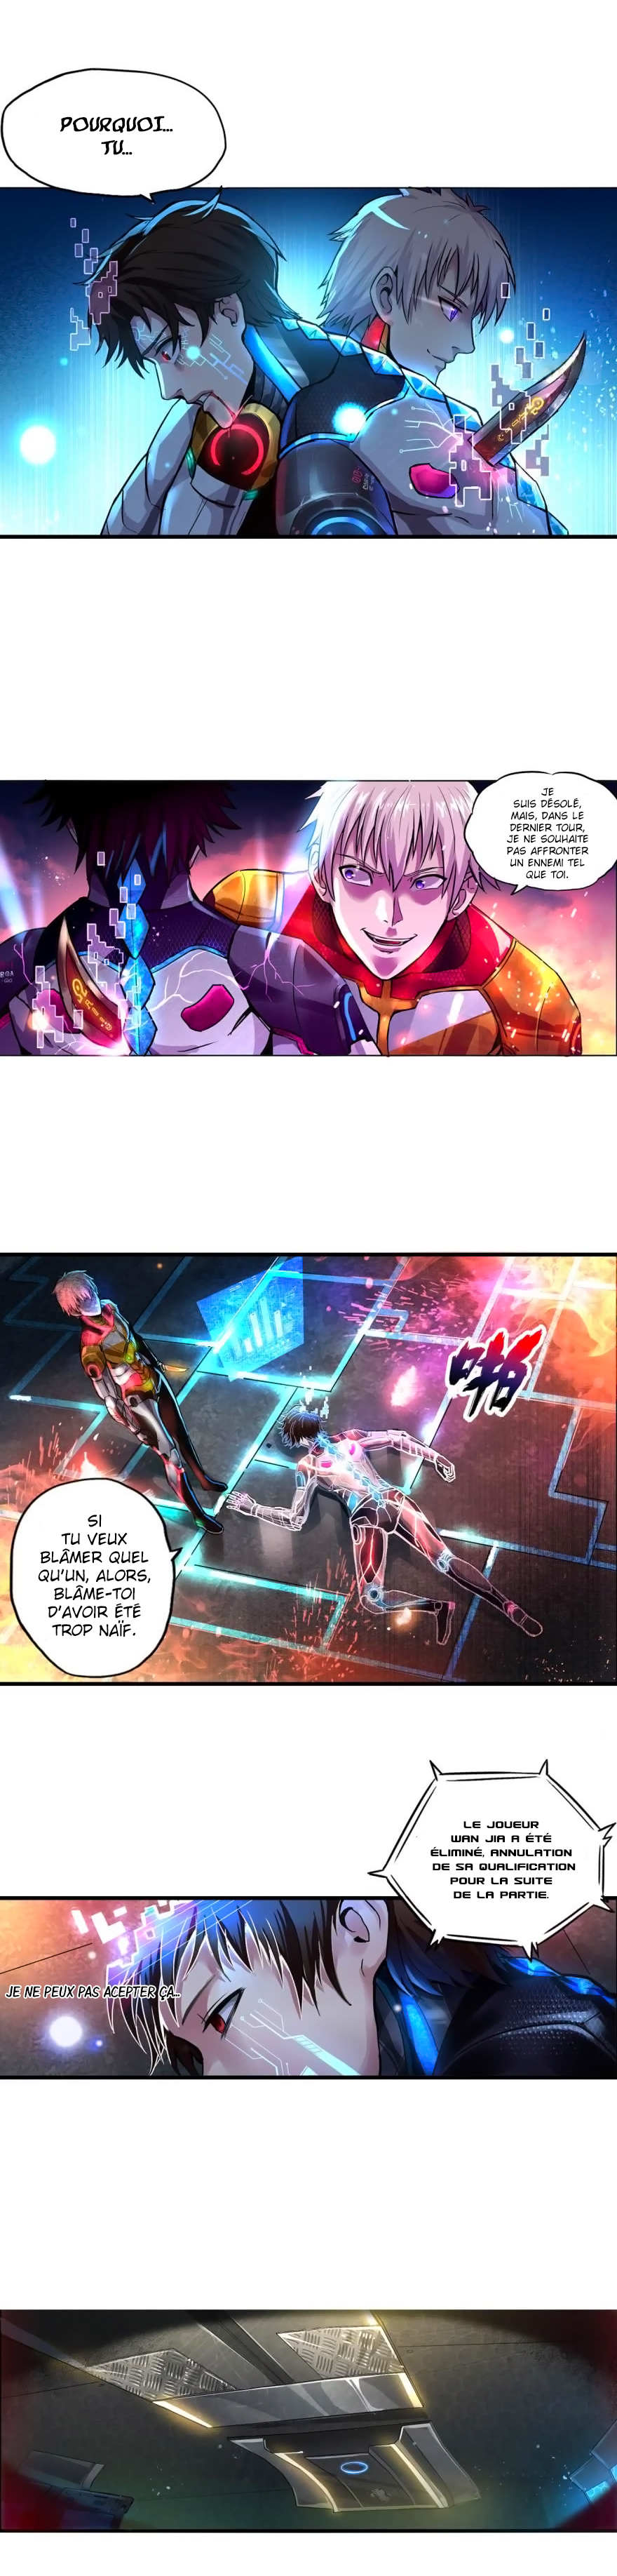 POURQUOI...
TU...
JE
SUIS DÉSOLÉ,
MAIS, DANS LE
DERNIER TOUR,
JE NE SOUHAITE
PAS AFFRONTER
UN ENNEMI TEL
QUE TOI.
啪
SI
TU VEUX
BLÂMER QUEL
QU'UN, ALORS,
BLÂME-TOI
D'AVOIR ÉTÉ
TROP NAÏF.
LE JOUEUR
WAN JIA A ÉTÉ
ÉLIMINÉ, ANNULATION
DE SA QUALIFICATION
POUR LA SUITE
DE LA PARTIE.
JE NE PEUX PAS ACEPTER ÇA...